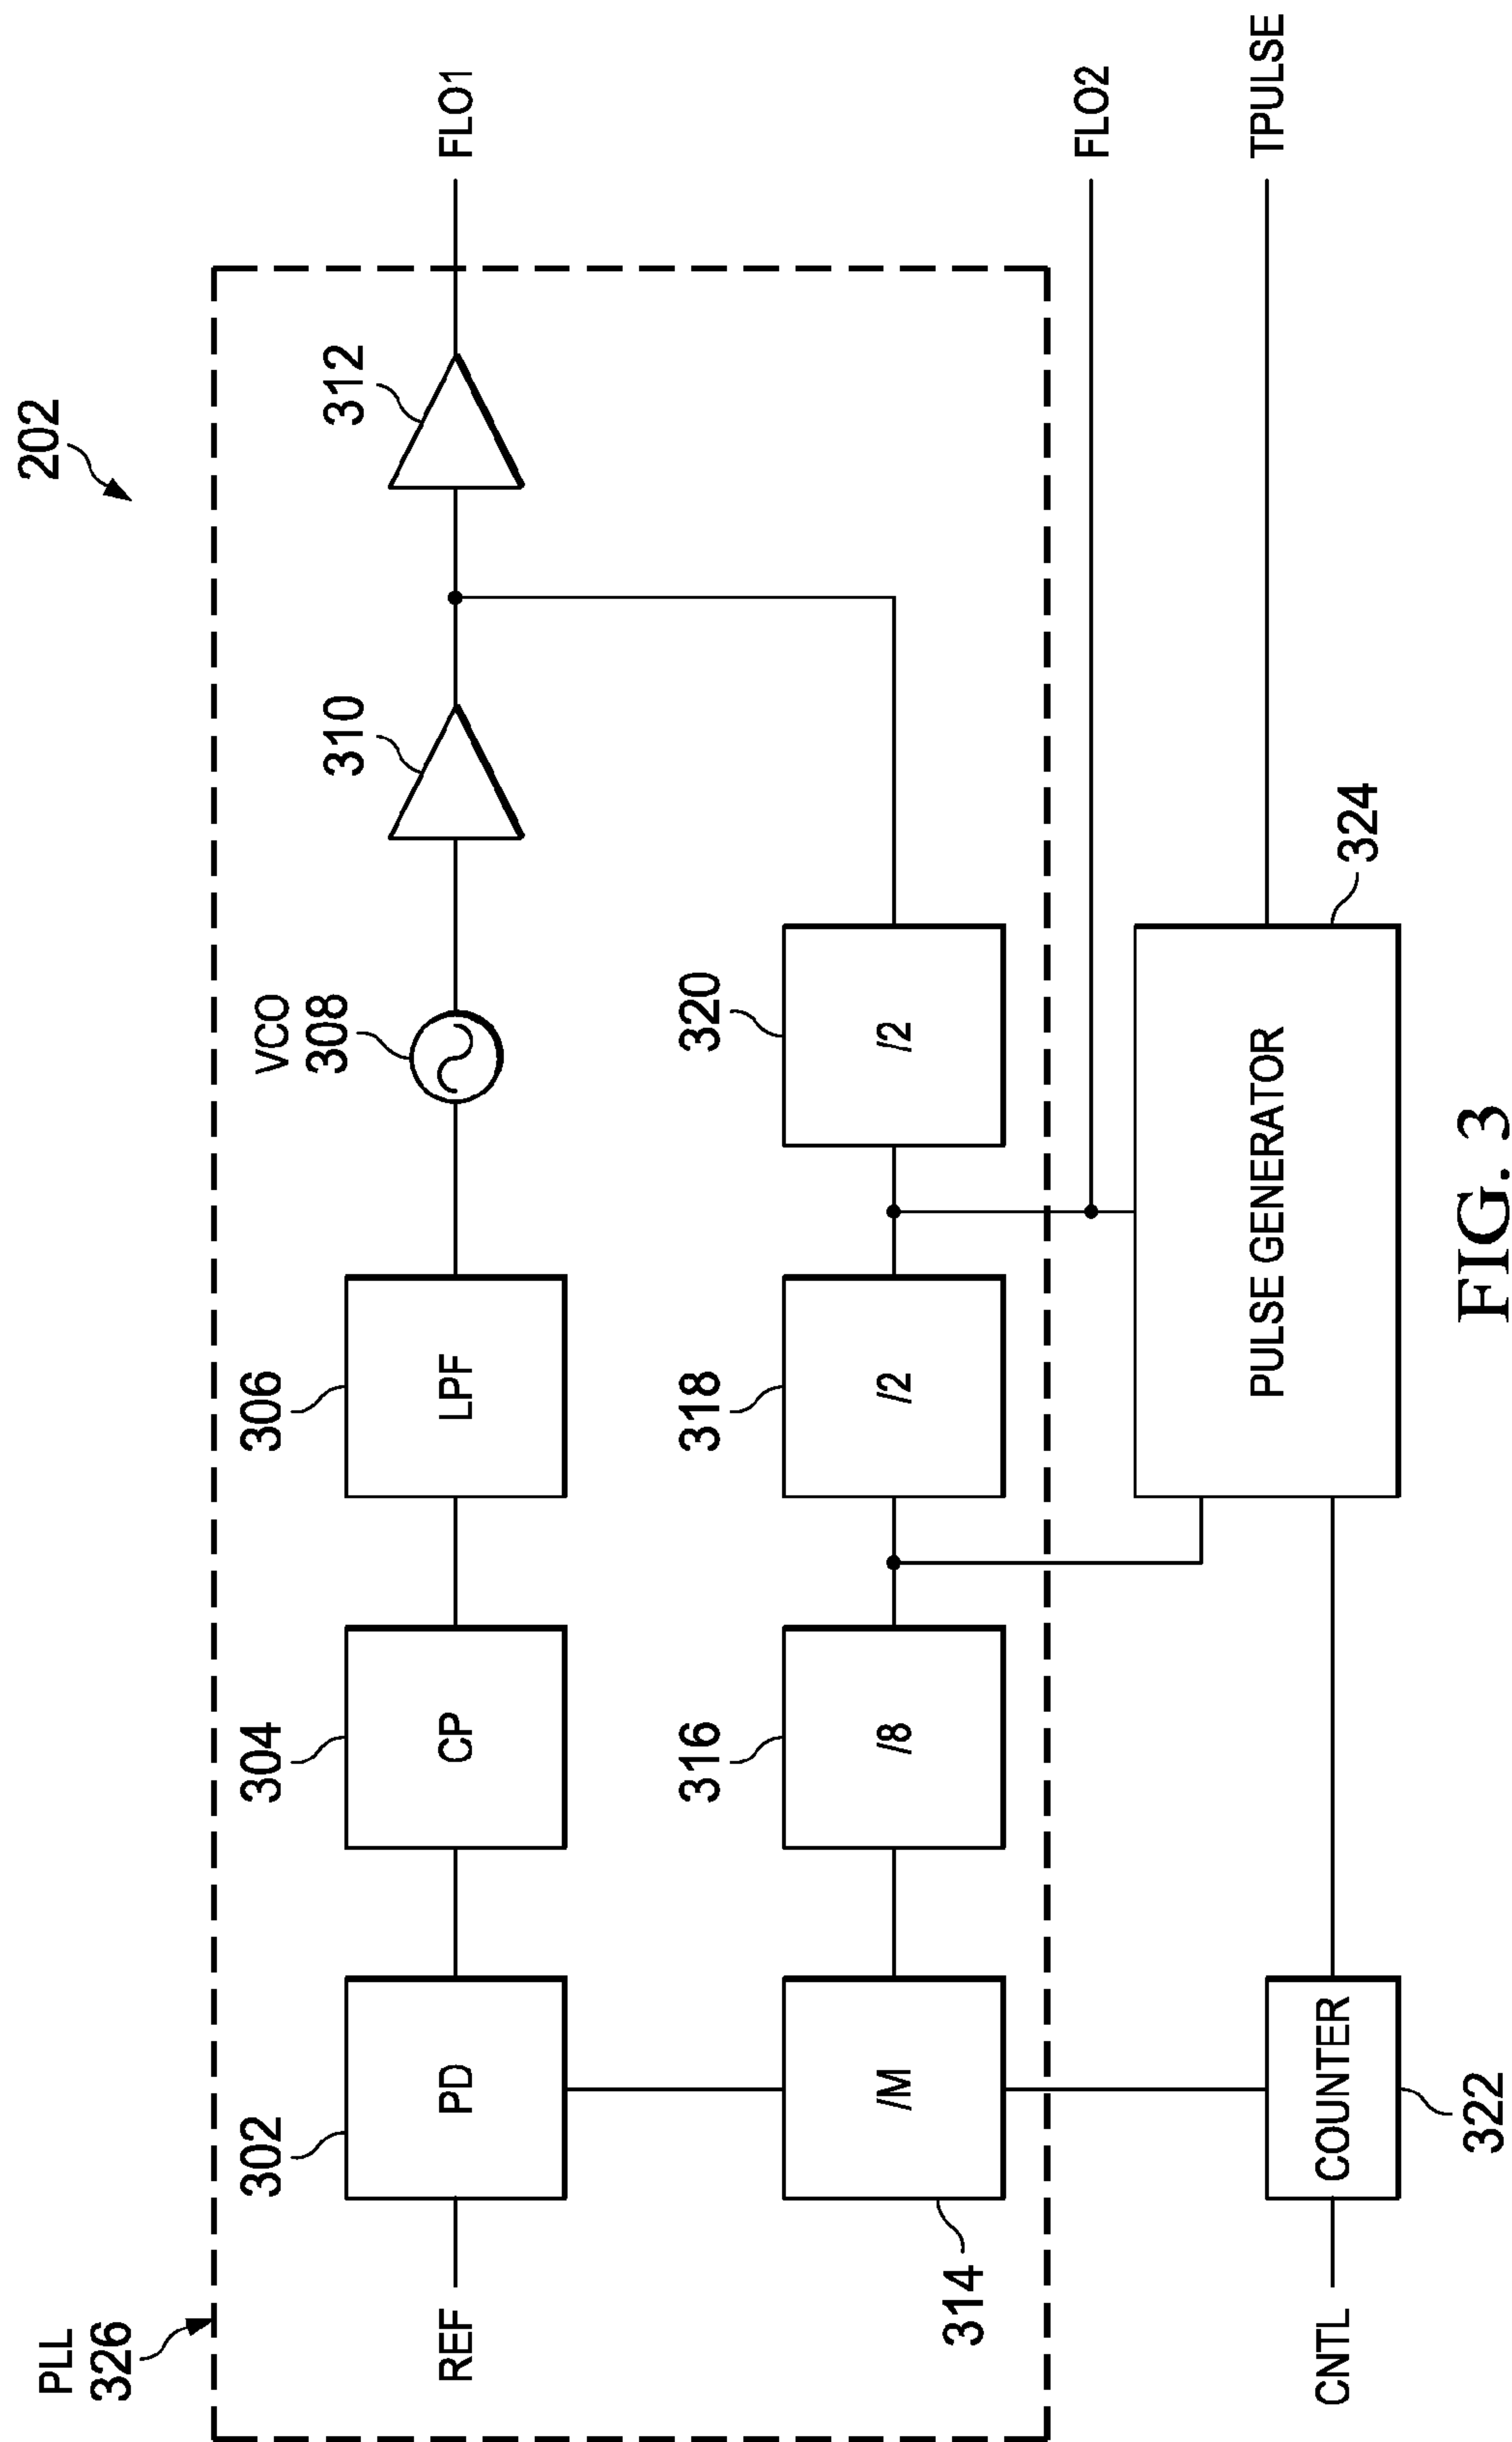 202
PLL
326
VCO
302
304
306
308
310
312
REF
PD
CP
LPF
FLO1
316
318
320
/M
/8
/2
/2
314
FLO2
324
CNTL
COUNTER
PULSE GENERATOR
TPULSE
322
FIG. 3